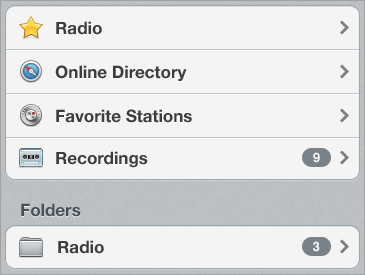 Radio
Online Directory
Favorite Stations
Recordings 9
Folders
Radio 3